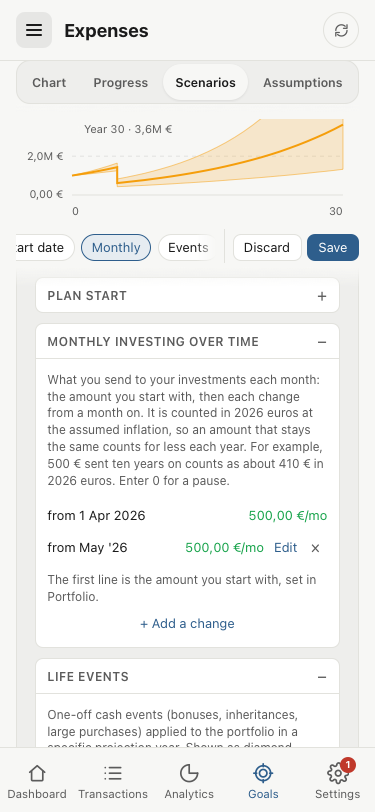 Expenses
Chart
Progress
Scenarios
Assumptions
Year 30 · 3,6M €
2,0M €
0,00 €
0
30
art date
Monthly
Events
Discard
Save
PLAN START
+
MONTHLY INVESTING OVER TIME
−
What you send to your investments each month:
the amount you start with, then each change
from a month on. It is counted in 2026 euros at
the assumed inflation, so an amount that stays
the same counts for less each year. For example,
500 € sent ten years on counts as about 410 € in
2026 euros. Enter 0 for a pause.
from 1 Apr 2026
500,00 €/mo
from May '26
500,00 €/mo
Edit
×
The first line is the amount you start with, set in
Portfolio.
+ Add a change
LIFE EVENTS
−
One-off cash events (bonuses, inheritances,
large purchases) applied to the portfolio in a
1
Dashboard
Transactions
Analytics
Goals
Settings